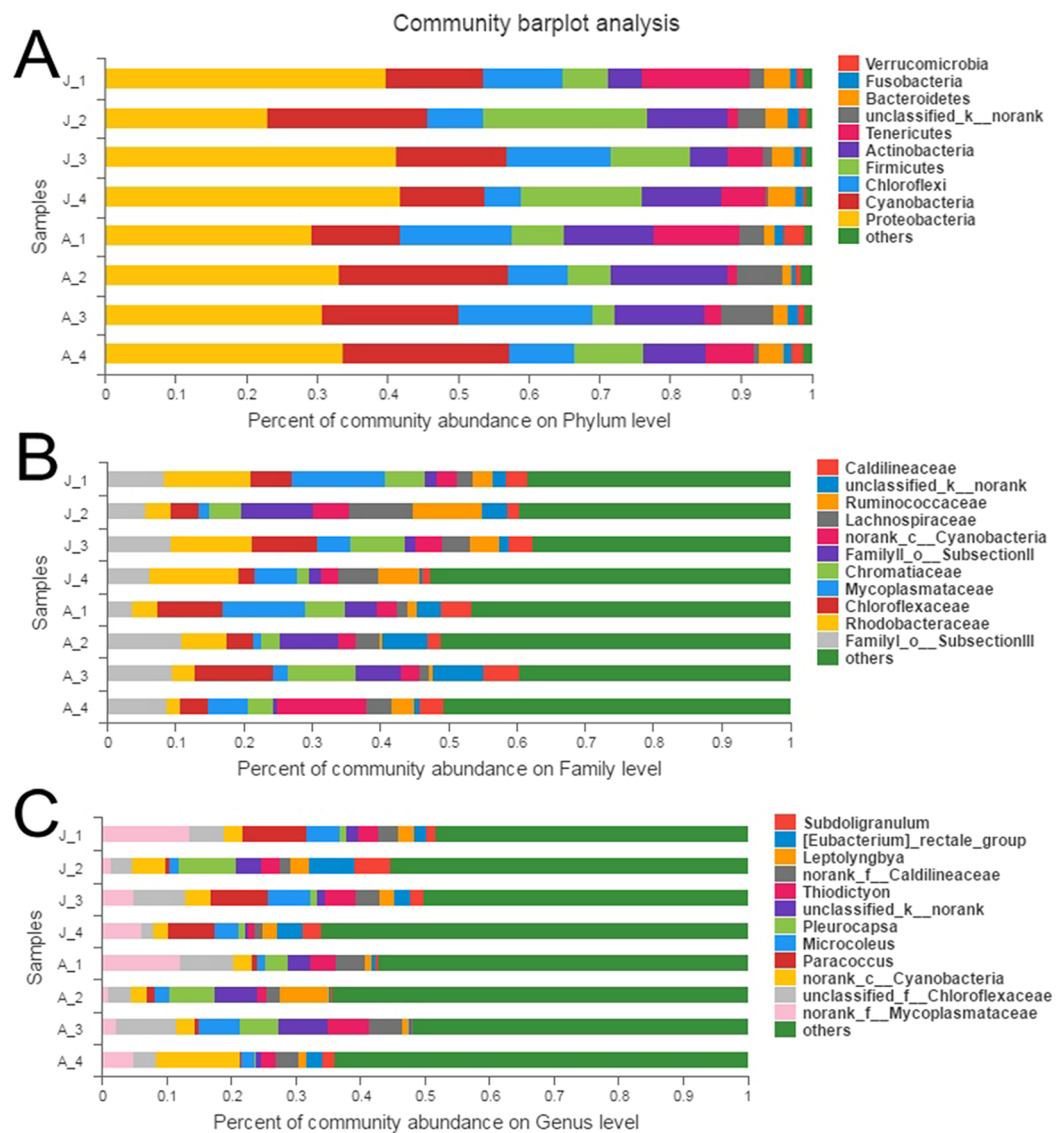 Community barplot analysis
A
J_1
J_2
J_3
J_4
A_1
A_2
A_3
A_4
Samples
0 0.1 0.2 0.3 0.4 0.5 0.6 0.7 0.8 0.9 1
Percent of community abundance on Phylum level
Verrucomicrobia
Fusobacteria
Bacteroidetes
unclassified_k__norank
Tenericutes
Actinobacteria
Firmicutes
Chloroflexi
Cyanobacteria
Proteobacteria
others
B
J_1
J_2
J_3
J_4
A_1
A_2
A_3
A_4
Samples
0 0.1 0.2 0.3 0.4 0.5 0.6 0.7 0.8 0.9 1
Percent of community abundance on Family level
Caldilineaceae
unclassified_k__norank
Ruminococcaceae
Lachnospiraceae
norank_c__Cyanobacteria
FamilyII_o__SubsectionII
Chromatiaceae
Mycoplasmataceae
Chloroflexaceae
Rhodobacteraceae
FamilyI_o__SubsectionIII
others
C
J_1
J_2
J_3
J_4
A_1
A_2
A_3
A_4
Samples
0 0.1 0.2 0.3 0.4 0.5 0.6 0.7 0.8 0.9 1
Percent of community abundance on Genus level
Subdoligranulum
[Eubacterium]_rectale_group
Leptolyngbya
norank_f__Caldilineaceae
Thiodictyon
unclassified_k__norank
Pleurocapsa
Microcoleus
Paracoccus
norank_c__Cyanobacteria
unclassified_f__Chloroflexaceae
norank_f__Mycoplasmataceae
others